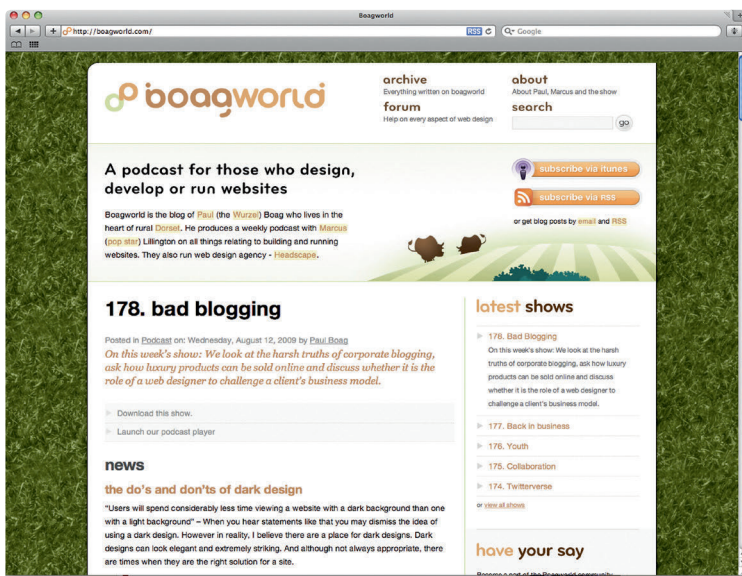 Boagworld
http://boagworld.com/
RSS
Google
boagworld
archive
Everything written on boagworld
forum
Help on every aspect of web design
about
About Paul, Marcus and the show
search
go
A podcast for those who design,
develop or run websites
Boagworld is the blog of Paul (the Wurzel) Boag who lives in the
heart of rural Dorset. He produces a weekly podcast with Marcus
(pop star) Lillington on all things relating to building and running
websites. They also run web design agency - Headscape.
subscribe via itunes
subscribe via RSS
or get blog posts by email and RSS
178. bad blogging
Posted in Podcast on: Wednesday, August 12, 2009 by Paul Boag
On this week's show: We look at the harsh truths of corporate blogging,
ask how luxury products can be sold online and discuss whether it is the
role of a web designer to challenge a client's business model.
Download this show.
Launch our podcast player
news
the do's and don'ts of dark design
“Users will spend considerably less time viewing a website with a dark background than one
with a light background” – When you hear statements like that you may dismiss the idea of
using a dark design. However in reality, I believe there are a place for dark designs. Dark
designs can look elegant and extremely striking. And although not always appropriate, there
are times when they are the right solution for a site.
latest shows
178. Bad Blogging
On this week's show: We look at the harsh
truths of corporate blogging, ask how luxury
products can be sold online and discuss
whether it is the role of a web designer to
challenge a client's business model.
177. Back in business
176. Youth
175. Collaboration
174. Twitterverse
or view all shows
have your say
Become a part of the Boagworld community